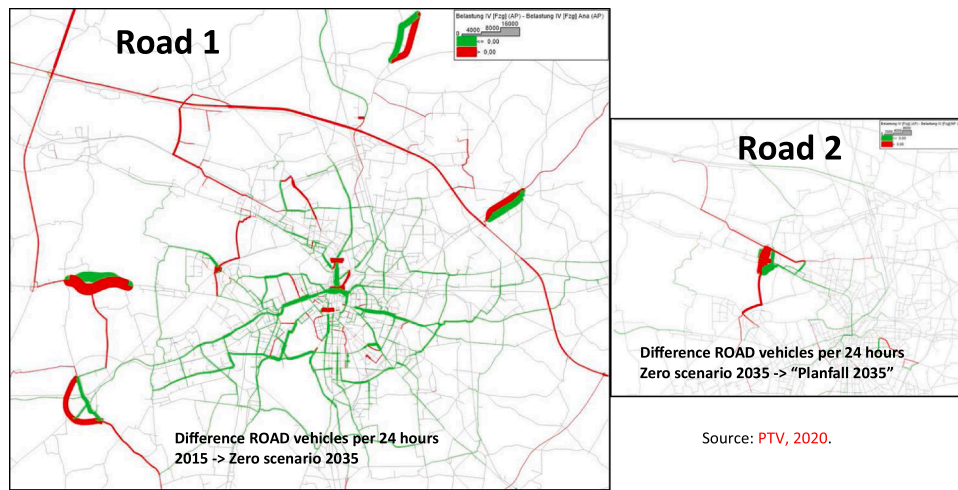 Road 1
Belastung IV [Fzg] (AP) - Belastung IV [Fzg] Ana (AP)
0 4000 8000 16000
<= 0.00
> 0.00
Difference ROAD vehicles per 24 hours
2015 -> Zero scenario 2035
Road 2
Difference ROAD vehicles per 24 hours
Zero scenario 2035 -> “Planfall 2035”
Source: PTV, 2020.